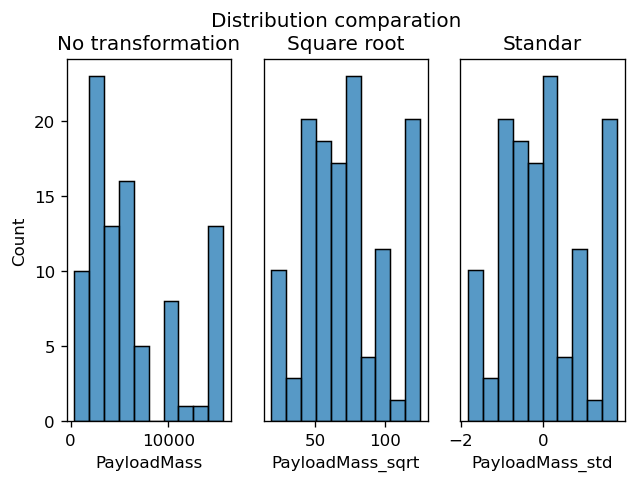 Distribution comparation
No transformation
Square root
Standar
Count
20
15
10
5
0
0
10000
PayloadMass
50
100
PayloadMass_sqrt
−2
0
PayloadMass_std